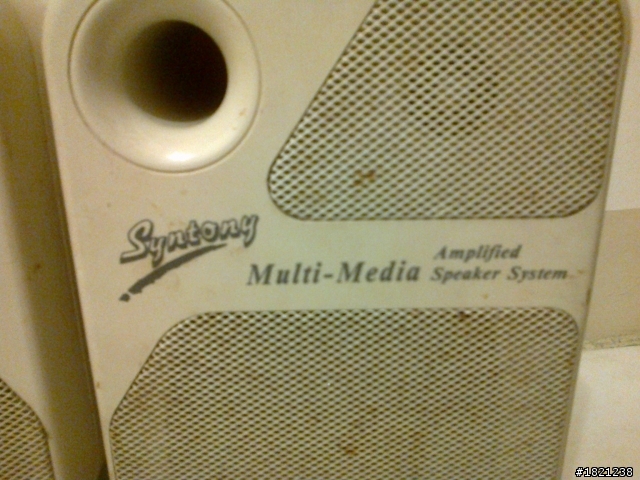 Syntony
Multi-Media Amplified
Speaker System
#1821238